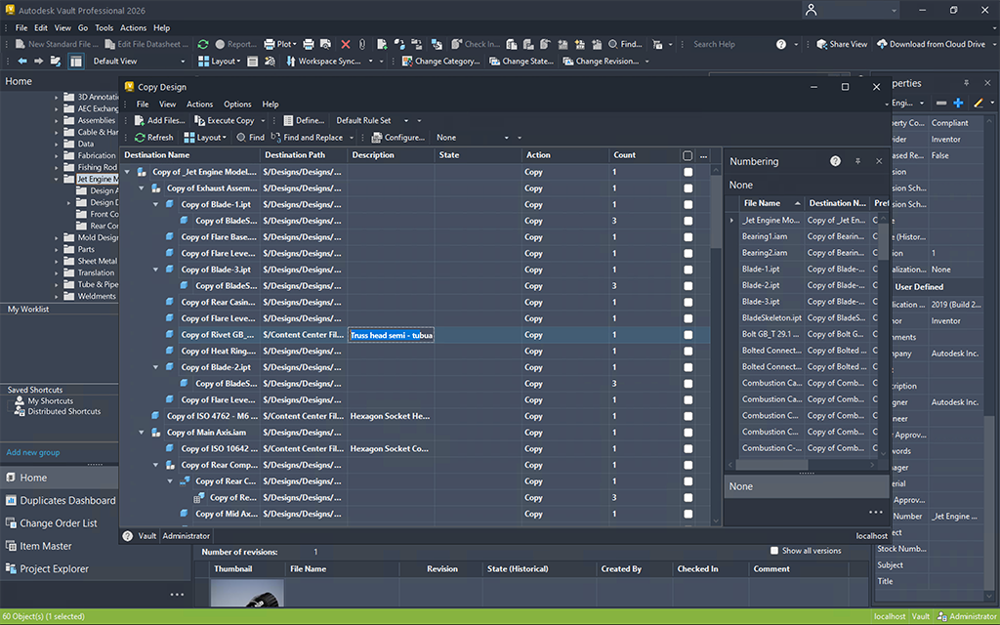 Autodesk Vault Professional 2026
File Edit View Go Tools Actions Help
New Standard File ... Edit File Datasheet ... Report... Plot Check In... Find... Search Help Share View Download from Cloud Drive
Default View Layout Workspace Sync... Change Category... Change State... Change Revision...
Home
3D Annotatio
AEC Exchang
Assemblies
Cable & Har
Data
Fabrication
Fishing Rod
Jet Engine M
Design A
Design D
Front Co
Rear Co
Mold Design
Parts
Sheet Metal
Translation
Tube & Pipe
Weldments
My Worklist
Saved Shortcuts
My Shortcuts
Distributed Shortcuts
Add new group
Home
Duplicates Dashboard
Change Order List
Item Master
Project Explorer
Copy Design
File View Actions Options Help
Add Files... Execute Copy Define... Default Rule Set
Refresh Layout Find Find and Replace Configure... None
Destination Name Destination Path Description State Action Count ...
Copy of _Jet Engine Model.... $/Designs/Designs/... Copy 1
Copy of Exhaust Assem... $/Designs/Designs/... Copy 1
Copy of Blade-1.ipt $/Designs/Designs/... Copy 1
Copy of BladeS... $/Designs/Designs/... Copy 3
Copy of Flare Base.... $/Designs/Designs/... Copy 1
Copy of Flare Leve... $/Designs/Designs/... Copy 1
Copy of Blade-3.ipt $/Designs/Designs/... Copy 1
Copy of BladeS... $/Designs/Designs/... Copy 3
Copy of Rear Casin... $/Designs/Designs/... Copy 1
Copy of Flare Leve... $/Designs/Designs/... Copy 1
Copy of Rivet GB_... $/Content Center Fil... Truss head semi - tubua Copy 1
Copy of Heat Ring.... $/Designs/Designs/... Copy 1
Copy of Blade-2.ipt $/Designs/Designs/... Copy 1
Copy of BladeS... $/Designs/Designs/... Copy 3
Copy of Flare Leve... $/Designs/Designs/... Copy 1
Copy of ISO 4762 - M6 ... $/Content Center Fil... Hexagon Socket He... Copy 1
Copy of Main Axis.iam $/Designs/Designs/... Copy 1
Copy of ISO 10642 ... $/Content Center Fil... Hexagon Socket Co... Copy 1
Copy of Rear Comp... $/Designs/Designs/... Copy 1
Copy of Rear C... $/Designs/Designs/... Copy 1
Copy of Re... $/Designs/Designs/... Copy 3
Copy of Mid Ax... $/Designs/Designs/... Copy 1
Numbering
None
File Name Destination N... Pref
_Jet Engine Mo... Copy of _Jet En...
Bearing1.iam Copy of Bearin...
Bearing2.iam Copy of Bearin...
Blade-1.ipt Copy of Blade-...
Blade-2.ipt Copy of Blade-...
Blade-3.ipt Copy of Blade-...
BladeSkeleton.ipt Copy of BladeS...
Bolt GB_T 29.1 ... Copy of Bolt G...
Bolted Connect... Copy of Bolted ...
Bolted Connect... Copy of Bolted ...
Combustion Ca... Copy of Comb...
Combustion Ca... Copy of Comb...
Combustion C... Copy of Comb...
Combustion C... Copy of Comb...
Combustion C-... Copy of Comb...
None
Vault Administrator localhost
perties
Engi...
perty Co... Compliant
vider Inventor
ased Re... False
sion
sion Sch...
sion Sch...
e (Histor...
sion 1
alization... None
User Defined
ication ... 2019 (Build 2...
hor Inventor
ments
pany Autodesk Inc.
cription
gner Autodesk Inc.
neer
r Approv...
words
nager
erial
Approv...
Number _Jet Engine ...
ject
Stock Numb...
Subject
Title
Number of revisions: 1 Show all versions
Thumbnail File Name Revision State (Historical) Created By Checked In Comment
60 Object(s) (1 selected) localhost Vault Administrator